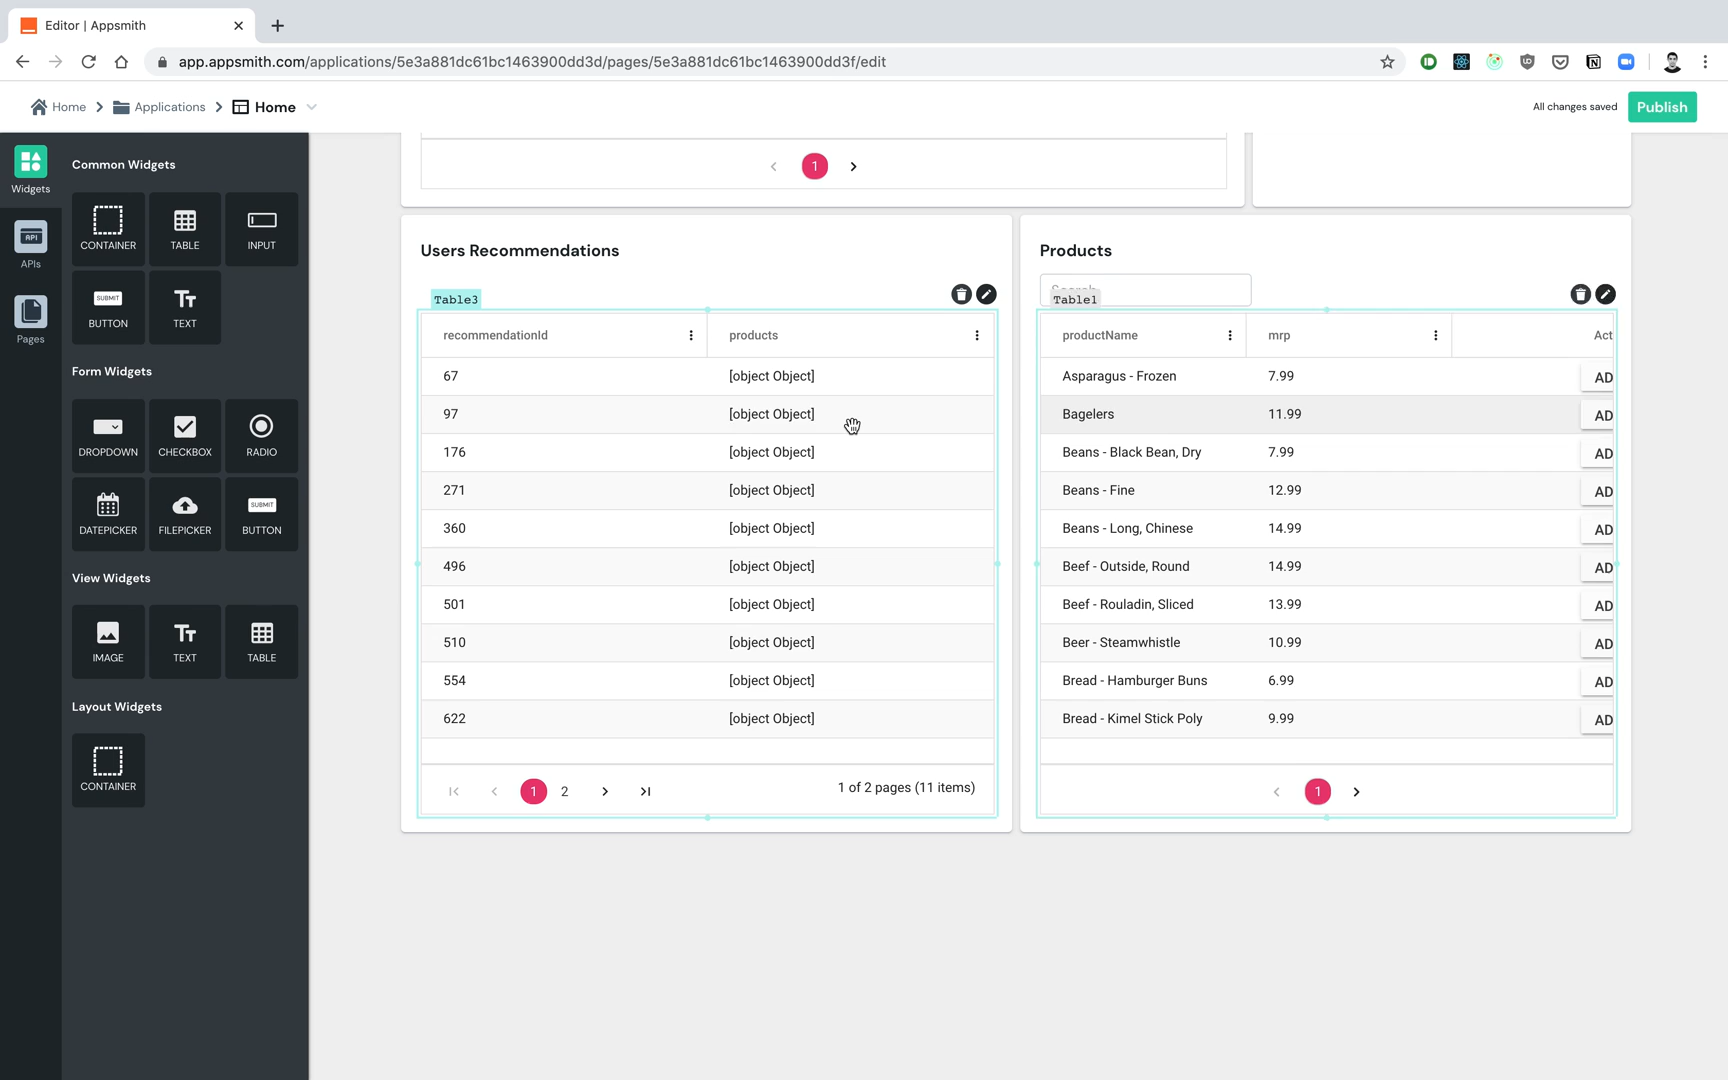 Editor | Appsmith
app.appsmith.com/applications/5e3a881dc61bc1463900dd3d/pages/5e3a881dc61bc1463900dd3f/edit
Home > Applications > Home
All changes saved
Publish
Widgets
API
APIs
Pages
Common Widgets
CONTAINER
TABLE
INPUT
SUBMIT
BUTTON
TEXT
Form Widgets
DROPDOWN
CHECKBOX
RADIO
DATEPICKER
FILEPICKER
SUBMIT
BUTTON
View Widgets
IMAGE
TEXT
TABLE
Layout Widgets
CONTAINER
1
Users Recommendations
Table3
recommendationId products
67 [object Object]
97 [object Object]
176 [object Object]
271 [object Object]
360 [object Object]
496 [object Object]
501 [object Object]
510 [object Object]
554 [object Object]
622 [object Object]
1 2
1 of 2 pages (11 items)
Products
Search
Table1
productName mrp Act
Asparagus - Frozen 7.99 AD
Bagelers 11.99 AD
Beans - Black Bean, Dry 7.99 AD
Beans - Fine 12.99 AD
Beans - Long, Chinese 14.99 AD
Beef - Outside, Round 14.99 AD
Beef - Rouladin, Sliced 13.99 AD
Beer - Steamwhistle 10.99 AD
Bread - Hamburger Buns 6.99 AD
Bread - Kimel Stick Poly 9.99 AD
1